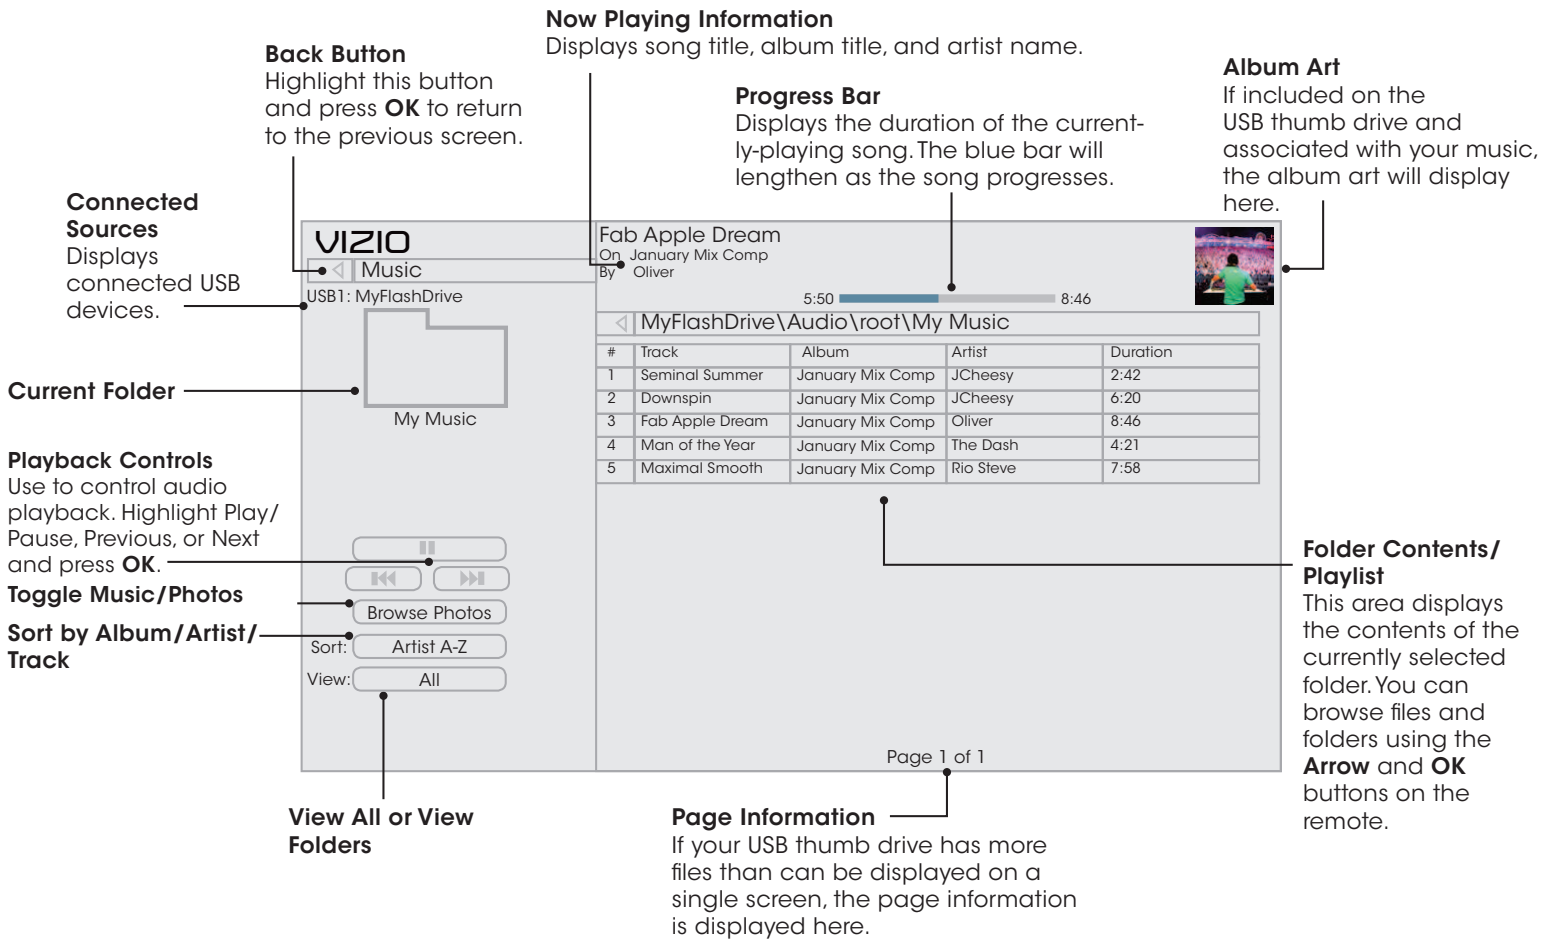 Now Playing Information
Displays song title, album title, and artist name.
Back Button
Highlight this button
and press OK to return
to the previous screen.
Progress Bar
Displays the duration of the current-
ly-playing song. The blue bar will
lengthen as the song progresses.
Album Art
If included on the
USB thumb drive and
associated with your music,
the album art will display
here.
Connected
Sources
Displays
connected USB
devices.
Current Folder
Playback Controls
Use to control audio
playback. Highlight Play/
Pause, Previous, or Next
and press OK.
Toggle Music/Photos
Sort by Album/Artist/
Track
VIZIO
Music
USB1: MyFlashDrive
My Music
Browse Photos
Sort: Artist A-Z
View: All
Fab Apple Dream
On January Mix Comp
By Oliver
5:50 8:46
MyFlashDrive\Audio\root\My Music
# Track Album Artist Duration
1 Seminal Summer January Mix Comp JCheesy 2:42
2 Downspin January Mix Comp JCheesy 6:20
3 Fab Apple Dream January Mix Comp Oliver 8:46
4 Man of the Year January Mix Comp The Dash 4:21
5 Maximal Smooth January Mix Comp Rio Steve 7:58
Page 1 of 1
Folder Contents/
Playlist
This area displays
the contents of the
currently selected
folder. You can
browse files and
folders using the
Arrow and OK
buttons on the
remote.
View All or View
Folders
Page Information
If your USB thumb drive has more
files than can be displayed on a
single screen, the page information
is displayed here.